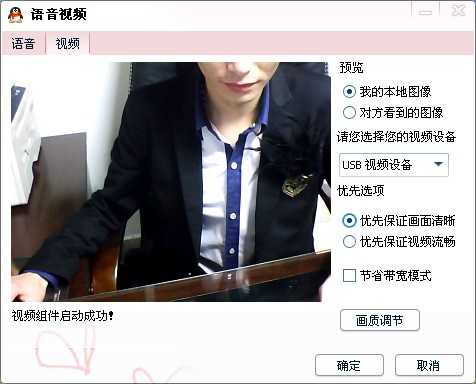 语音视频
语音 视频
预览
我的本地图像
对方看到的图像
请您选择您的视频设备
USB 视频设备
优先选项
优先保证画面清晰
优先保证视频流畅
节省带宽模式
视频组件启动成功!
画质调节
确定 取消